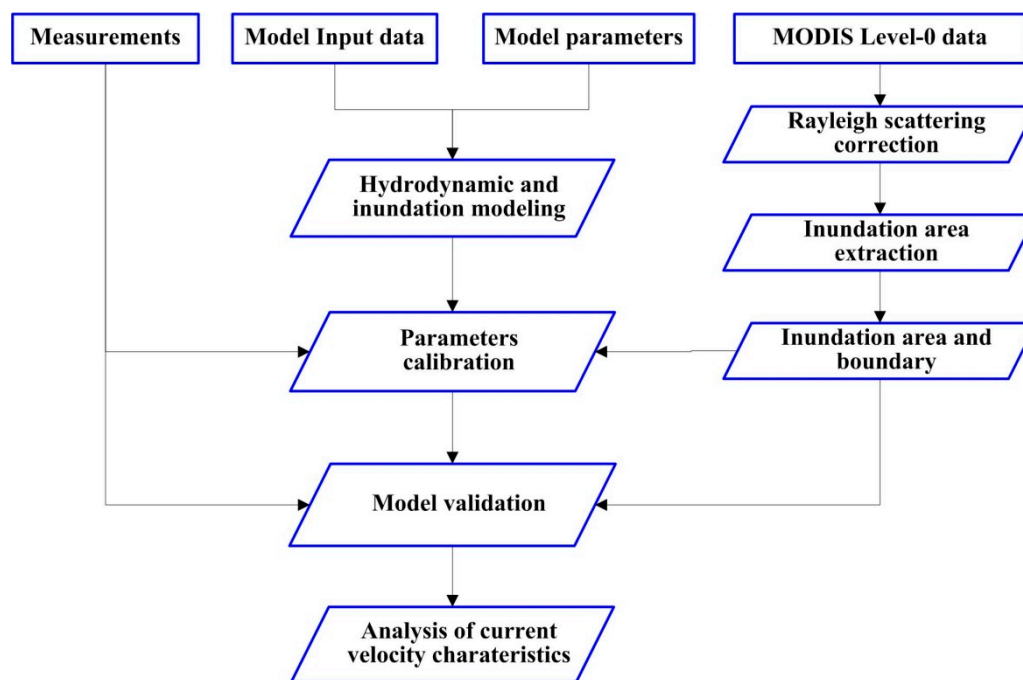 Measurements
Model Input data
Model parameters
MODIS Level-0 data
Rayleigh scattering
correction
Hydrodynamic and
inundation modeling
Inundation area
extraction
Parameters
calibration
Inundation area and
boundary
Model validation
Analysis of current
velocity charateristics